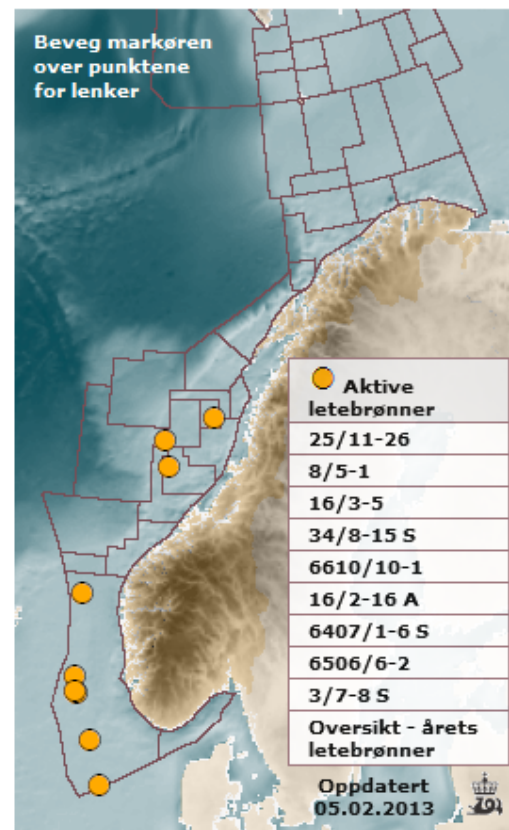 Beveg markøren
over punktene
for lenker
Aktive
letebrønner
25/11-26
8/5-1
16/3-5
34/8-15 S
6610/10-1
16/2-16 A
6407/1-6 S
6506/6-2
3/7-8 S
Oversikt - årets
letebrønner
Oppdatert
05.02.2013